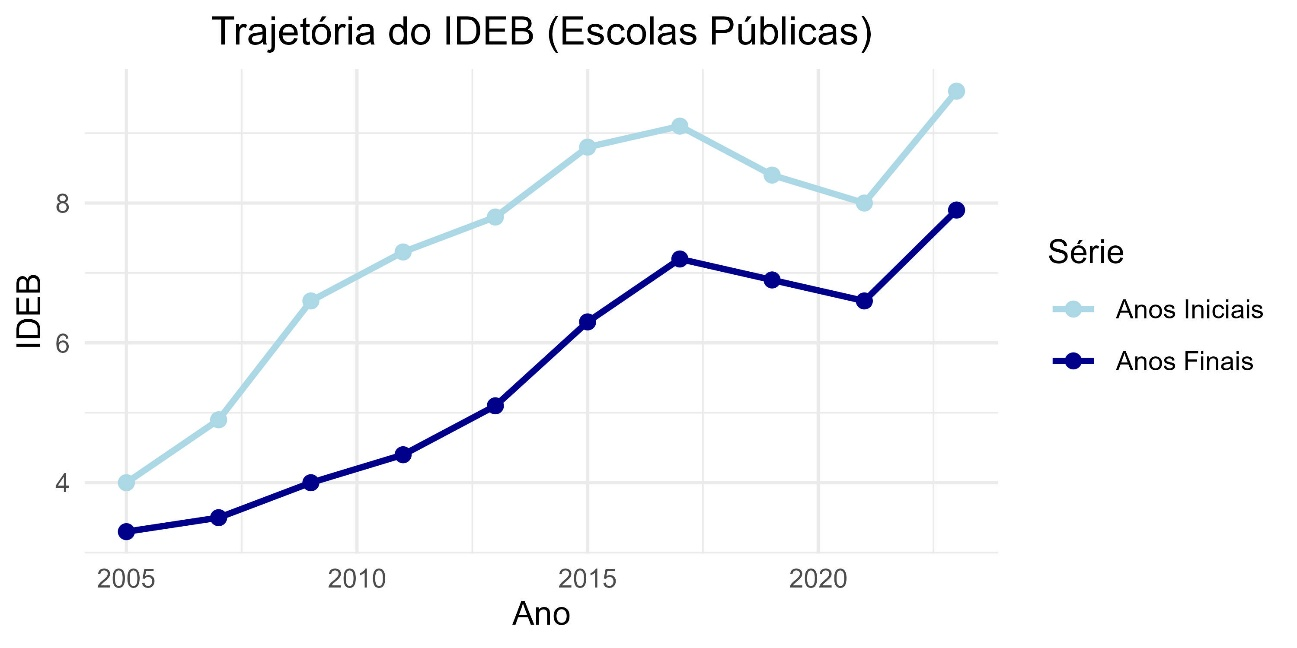 Trajetória do IDEB (Escolas Públicas)
IDEB
8
6
4
2005 2010 2015 2020
Ano
Série
Anos Iniciais
Anos Finais